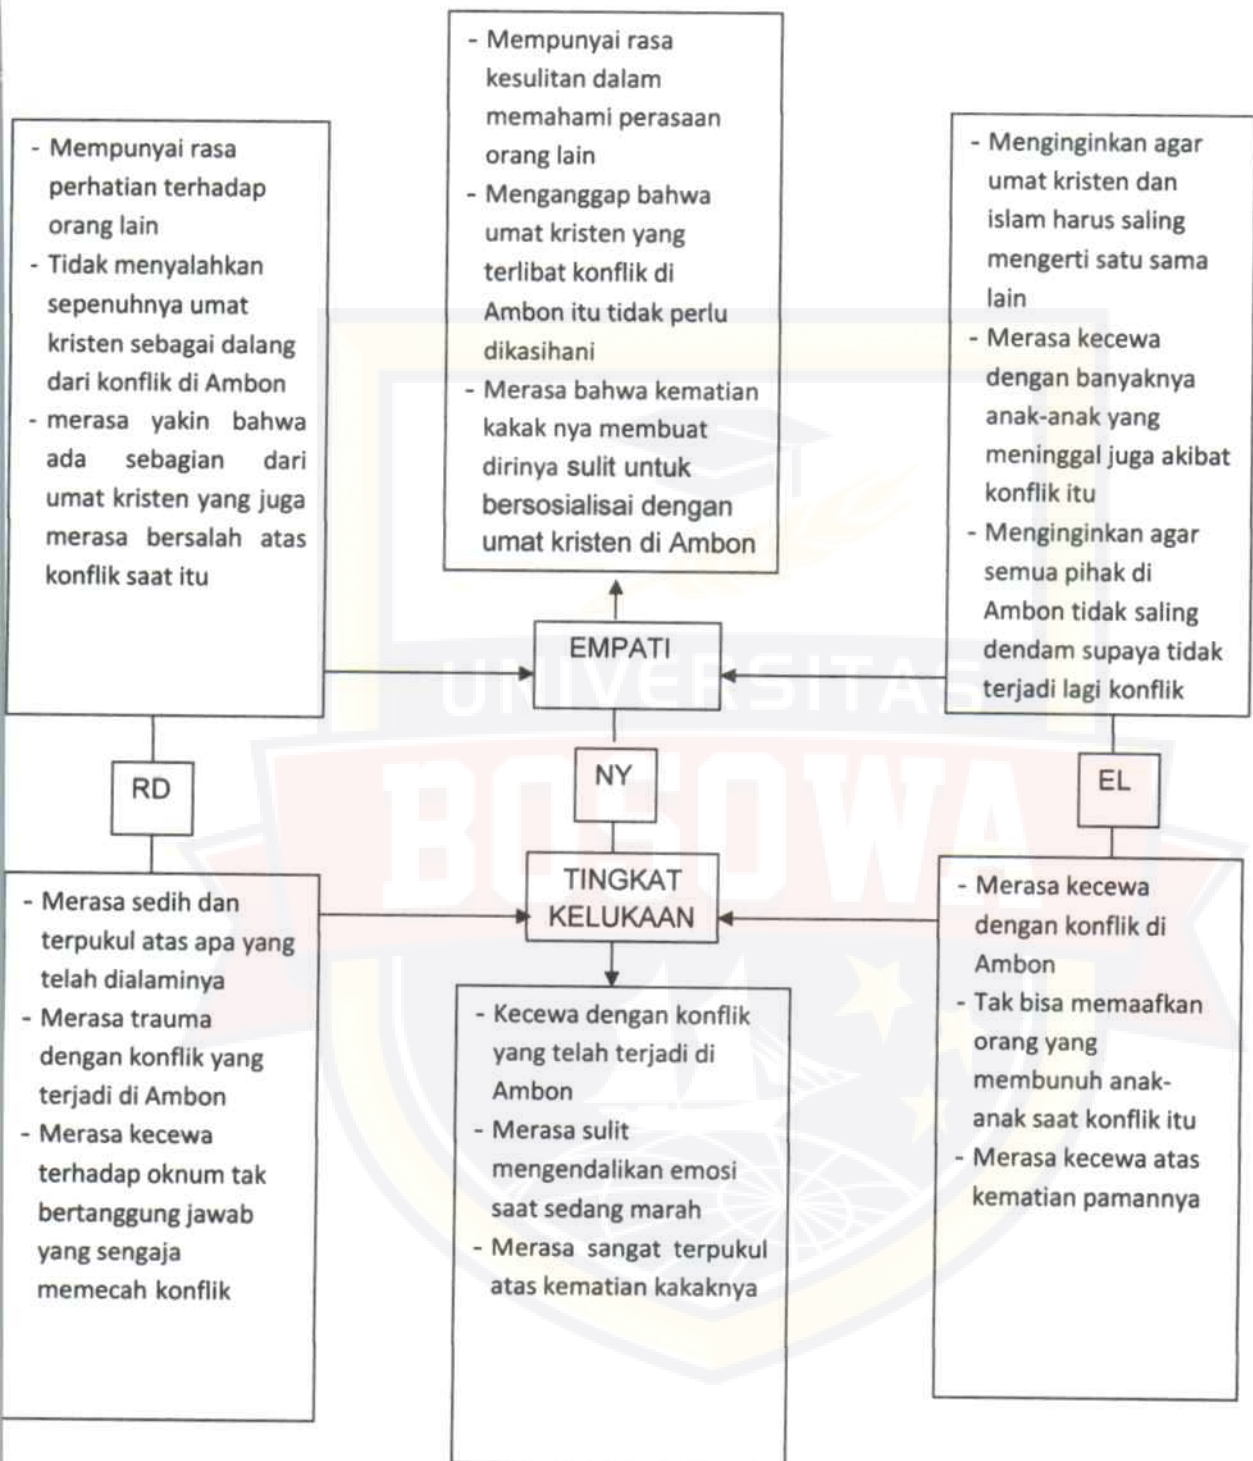 - Mempunyai rasa
kesulitan dalam
memahami perasaan
orang lain
- Menganggap bahwa
umat kristen yang
terlibat konflik di
Ambon itu tidak perlu
dikasihani
- Merasa bahwa kematian
kakak nya membuat
dirinya sulit untuk
bersosialisai dengan
umat kristen di Ambon
- Mempunyai rasa
perhatian terhadap
orang lain
- Tidak menyalahkan
sepenuhnya umat
kristen sebagai dalang
dari konflik di Ambon
- merasa yakin bahwa
ada sebagian dari
umat kristen yang juga
merasa bersalah atas
konflik saat itu
- Menginginkan agar
umat kristen dan
islam harus saling
mengerti satu sama
lain
- Merasa kecewa
dengan banyaknya
anak-anak yang
meninggal juga akibat
konflik itu
- Menginginkan agar
semua pihak di
Ambon tidak saling
dendam supaya tidak
terjadi lagi konflik
EMPATI
UNIVERSITAS
BOSOWA
RD
NY
EL
TINGKAT
KELUKAAN
- Merasa sedih dan
terpukul atas apa yang
telah dialaminya
- Merasa trauma
dengan konflik yang
terjadi di Ambon
- Merasa kecewa
terhadap oknum tak
bertanggung jawab
yang sengaja
memecah konflik
- Kecewa dengan konflik
yang telah terjadi di
Ambon
- Merasa sulit
mengendalikan emosi
saat sedang marah
- Merasa sangat terpukul
atas kematian kakaknya
- Merasa kecewa
dengan konflik di
Ambon
- Tak bisa memaafkan
orang yang
membunuh anak-
anak saat konflik itu
- Merasa kecewa atas
kematian pamannya